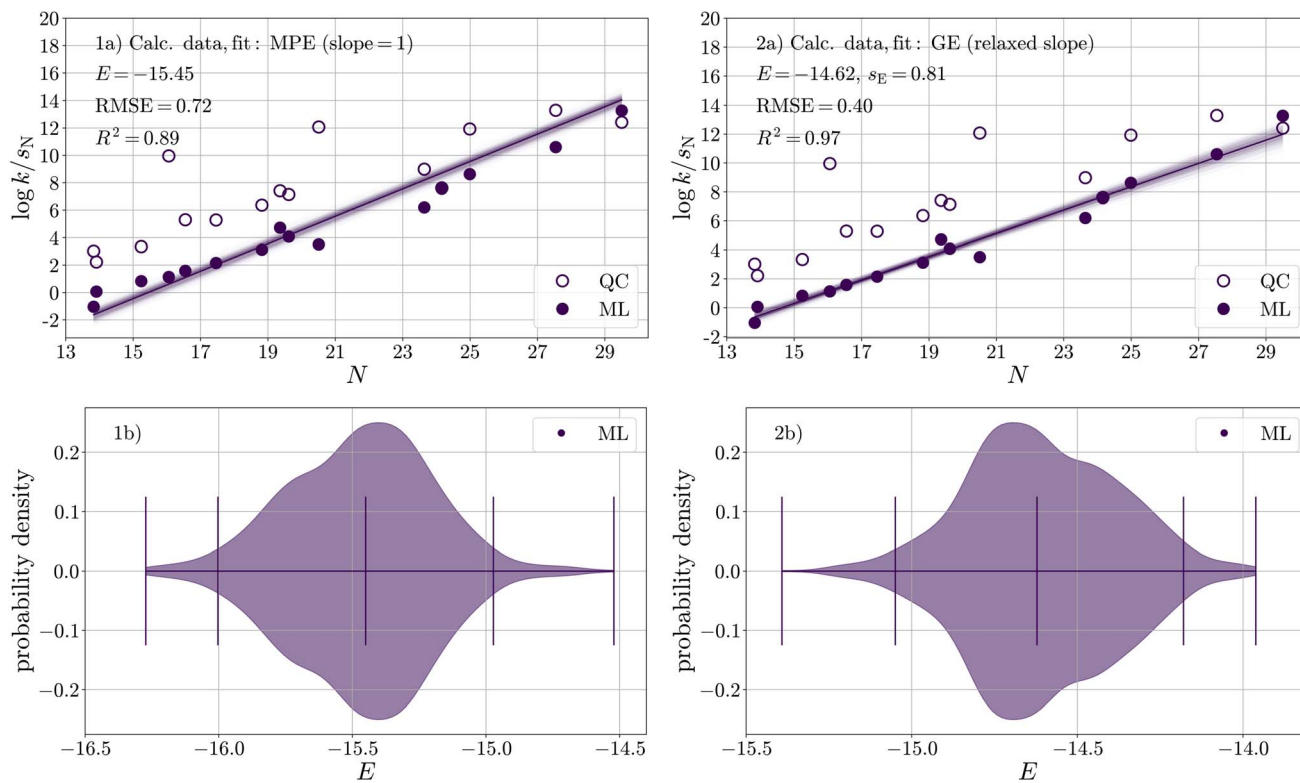 1a) Calc. data, fit: MPE (slope = 1)
E = −15.45
RMSE = 0.72
R² = 0.89
20
18
16
14
12
10
8
6
4
2
0
−2
log k/s_N
13 15 17 19 21 23 25 27 29
N
QC
ML
2a) Calc. data, fit: GE (relaxed slope)
E = −14.62, s_E = 0.81
RMSE = 0.40
R² = 0.97
20
18
16
14
12
10
8
6
4
2
0
−2
log k/s_N
13 15 17 19 21 23 25 27 29
N
QC
ML
1b)
ML
0.2
0.1
0.0
−0.1
−0.2
probability density
−16.5 −16.0 −15.5 −15.0 −14.5
E
2b)
ML
0.2
0.1
0.0
−0.1
−0.2
probability density
−15.5 −15.0 −14.5 −14.0
E